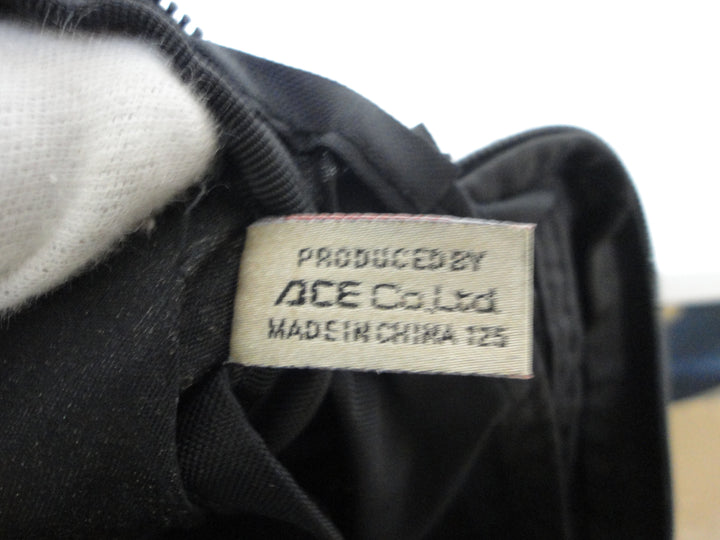 PRODUCED BY
ACE Co.,Ltd.
MADE IN CHINA 125